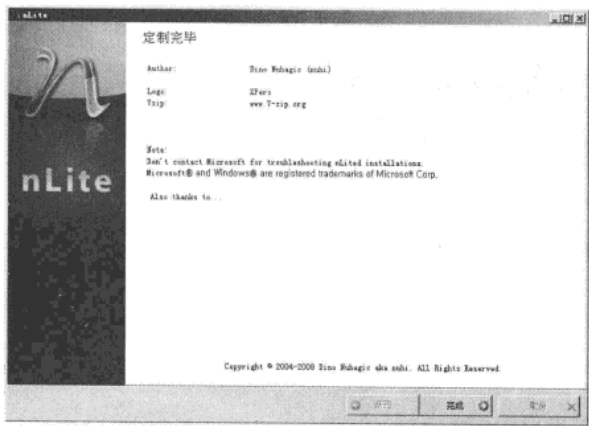 nLite
定制完毕
Author: Dino Nuhagic (nuhi)
Logo: XPero
7zip: www.7-zip.org
Note:
Don't contact Microsoft for troubleshooting nLited installations.
Microsoft® and Windows® are registered trademarks of Microsoft Corp.
Also thanks to...
nLite
Copyright © 2004-2008 Dino Nuhagic aka nuhi. All Rights Reserved.
完成